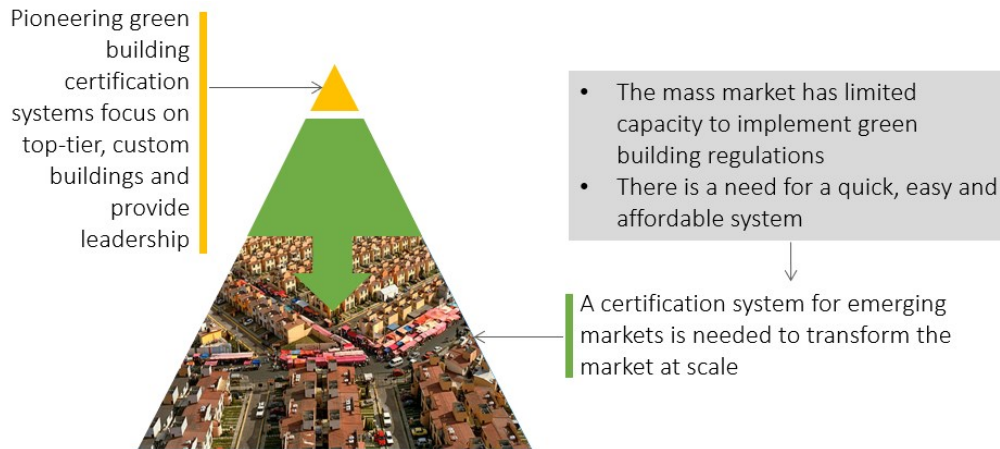 Pioneering green
building
certification
systems focus on
top-tier, custom
buildings and
provide
leadership
• The mass market has limited
capacity to implement green
building regulations
• There is a need for a quick, easy and
affordable system
A certification system for emerging
markets is needed to transform the
market at scale